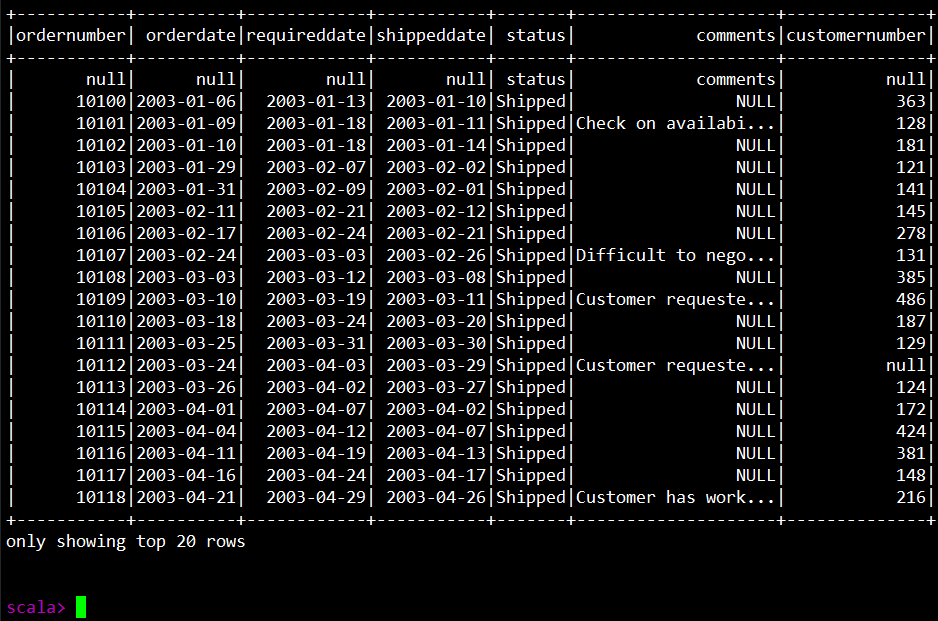 +-----------+----------+------------+-----------+-------+--------------------+--------------+
|ordernumber| orderdate|requireddate|shippeddate| status|            comments|customernumber|
+-----------+----------+------------+-----------+-------+--------------------+--------------+
|       null|      null|        null|       null| status|            comments|          null|
|      10100|2003-01-06|  2003-01-13| 2003-01-10|Shipped|                NULL|           363|
|      10101|2003-01-09|  2003-01-18| 2003-01-11|Shipped|Check on availabi...|           128|
|      10102|2003-01-10|  2003-01-18| 2003-01-14|Shipped|                NULL|           181|
|      10103|2003-01-29|  2003-02-07| 2003-02-02|Shipped|                NULL|           121|
|      10104|2003-01-31|  2003-02-09| 2003-02-01|Shipped|                NULL|           141|
|      10105|2003-02-11|  2003-02-21| 2003-02-12|Shipped|                NULL|           145|
|      10106|2003-02-17|  2003-02-24| 2003-02-21|Shipped|                NULL|           278|
|      10107|2003-02-24|  2003-03-03| 2003-02-26|Shipped|Difficult to nego...|           131|
|      10108|2003-03-03|  2003-03-12| 2003-03-08|Shipped|                NULL|           385|
|      10109|2003-03-10|  2003-03-19| 2003-03-11|Shipped|Customer requeste...|           486|
|      10110|2003-03-18|  2003-03-24| 2003-03-20|Shipped|                NULL|           187|
|      10111|2003-03-25|  2003-03-31| 2003-03-30|Shipped|                NULL|           129|
|      10112|2003-03-24|  2003-04-03| 2003-03-29|Shipped|Customer requeste...|          null|
|      10113|2003-03-26|  2003-04-02| 2003-03-27|Shipped|                NULL|           124|
|      10114|2003-04-01|  2003-04-07| 2003-04-02|Shipped|                NULL|           172|
|      10115|2003-04-04|  2003-04-12| 2003-04-07|Shipped|                NULL|           424|
|      10116|2003-04-11|  2003-04-19| 2003-04-13|Shipped|                NULL|           381|
|      10117|2003-04-16|  2003-04-24| 2003-04-17|Shipped|                NULL|           148|
|      10118|2003-04-21|  2003-04-29| 2003-04-26|Shipped|Customer has work...|           216|
+-----------+----------+------------+-----------+-------+--------------------+--------------+
only showing top 20 rows
scala>